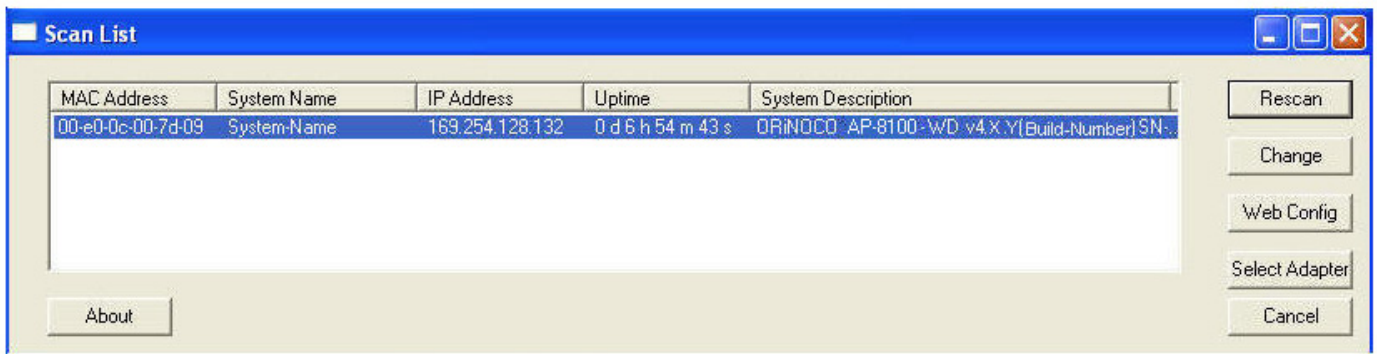 Scan List
MAC Address System Name IP Address Uptime System Description
00-e0-0c-00-7d-09 System-Name 169.254.128.132 0 d 6 h 54 m 43 s ORiNOCO AP-8100-WD v4.X.Y(Build-Number) SN-..
Rescan
Change
Web Config
Select Adapter
About
Cancel